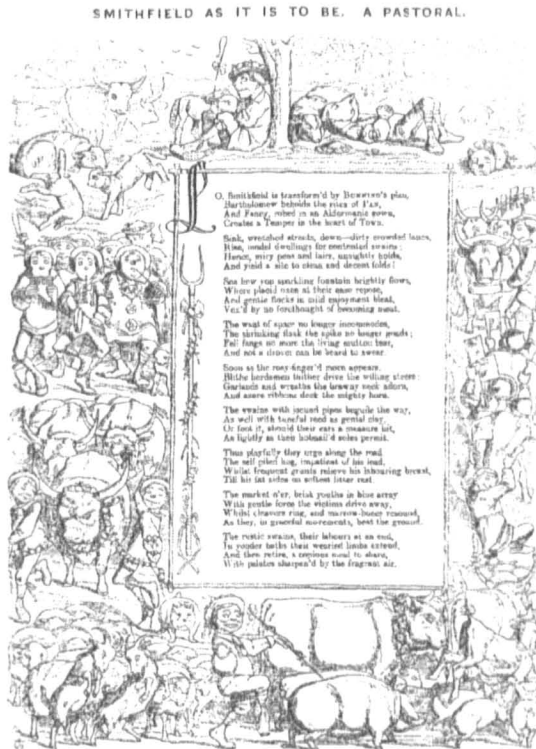 SMITHFIELD AS IT IS TO BE. A PASTORAL.
O, Smithfield is transform'd by plan,
Bartholomew beholds the rites of Pan,
And Fancy, robed in an Aldermanic gown,
Creates a Tempe in the heart of Town.
Sink, wretched streets, down—dirty crowded lanes,
Rise, model dwellings for contented swains;
Hence, miry pens and lairs, unsightly holds,
And yield a site to clean and decent folds!
See how yon sparkling fountain brightly flows,
Where placid oxen at their ease repose,
And gentle flocks in mild enjoyment bleat,
Vex'd by no forethought of becoming meat.
The want of space no longer incommodes,
The shrinking flank the spike no longer goads;
Fell fangs no more the living mutton tear,
And not a drover can be heard to swear.
Soon as the rosy-finger'd morn appears,
Blithe herdsmen thither drive the willing steers:
Garlands and wreaths the brawny neck adorn,
And azure ribbons deck the mighty horn.
The swains with jocund pipes beguile the way,
As well with tuneful reed as genial clay,
Or foot it, should their ears a measure hit,
As lightly as their hobnail'd soles permit.
Thus playfully they urge along the road
The self piled hog, impatient of his load,
Whilst frequent grunts relieve his labouring breast,
Till his fat sides on softest litter rest.
The market o'er, brisk youths in blue array
With gentle force the victims drive away,
Whilst cleavers ring, and marrow-bones resound,
As they, in graceful movements, beat the ground.
The rustic swains, their labours at an end,
In yonder baths their wearied limbs extend,
And then retire, a copious meal to share,
With palates sharpen'd by the fragrant air.